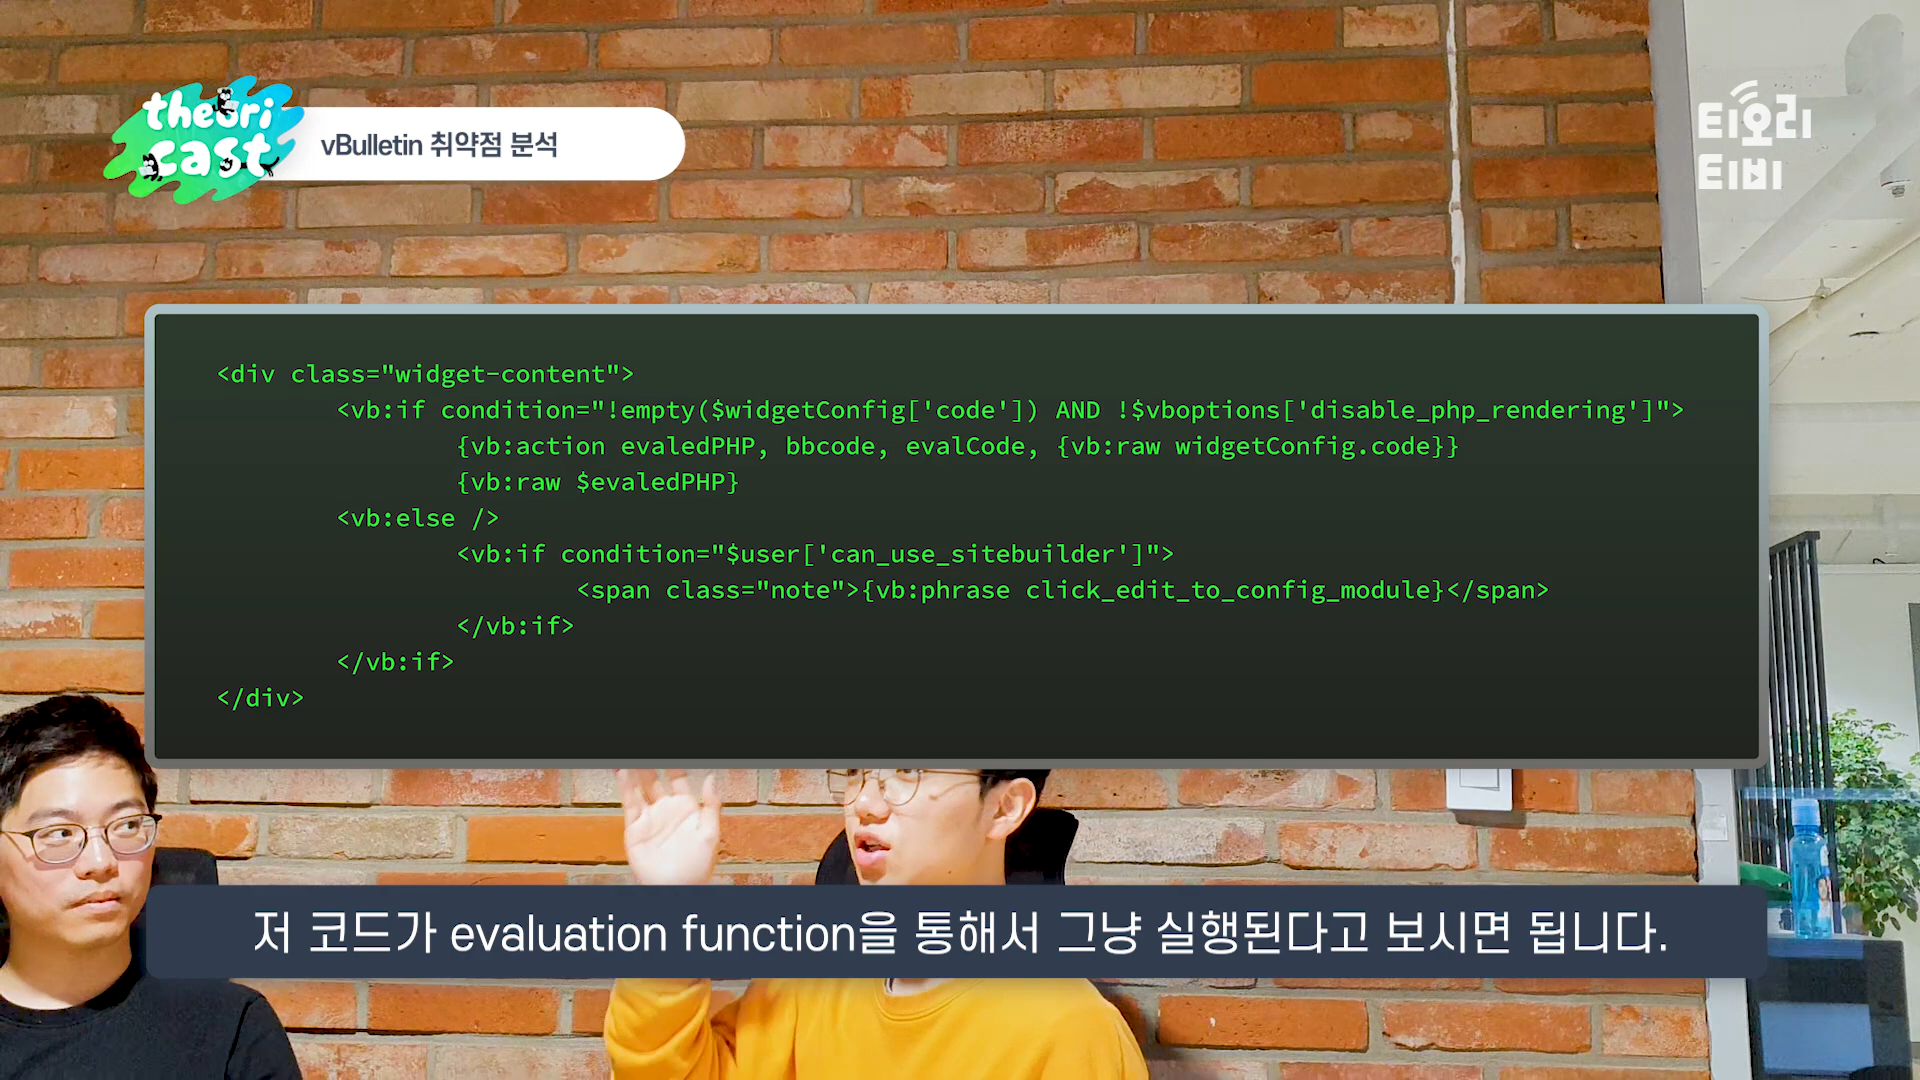 theori
cast
vBulletin 취약점 분석
티오리
티비
<div class="widget-content">
<vb:if condition="!empty($widgetConfig['code']) AND !$vboptions['disable_php_rendering']">
{vb:action evaledPHP, bbcode, evalCode, {vb:raw widgetConfig.code}}
{vb:raw $evaledPHP}
<vb:else />
<vb:if condition="$user['can_use_sitebuilder']">
<span class="note">{vb:phrase click_edit_to_config_module}</span>
</vb:if>
</vb:if>
</div>
저 코드가 evaluation function을 통해서 그냥 실행된다고 보시면 됩니다.